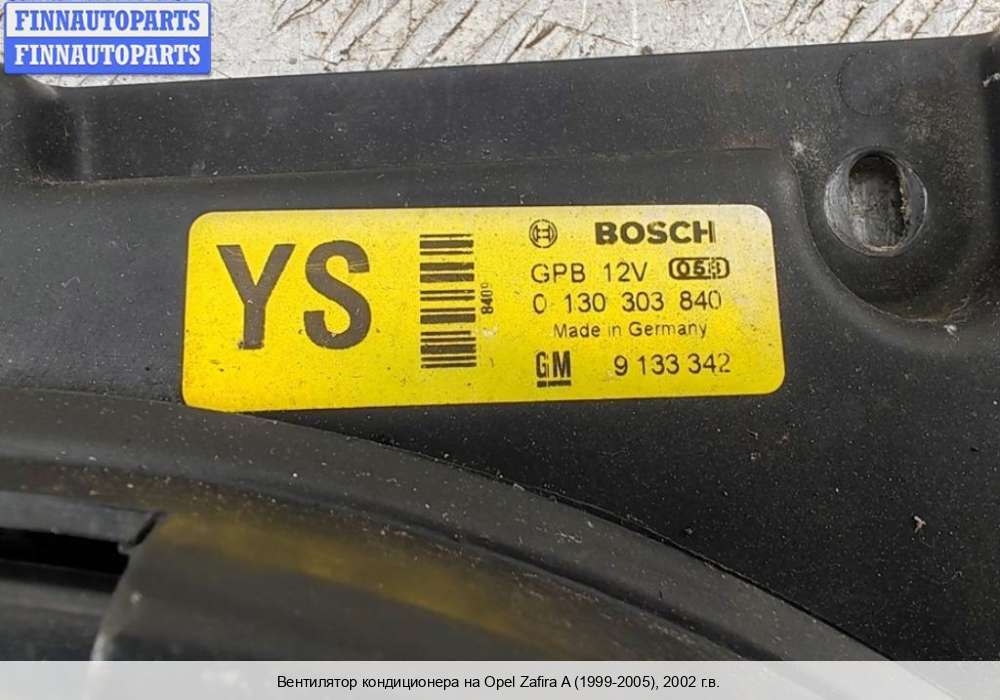 FINNAUTOPARTS
FINNAUTOPARTS
YS
840
BOSCH
GPB 12V
0 130 303 840
Made in Germany
GM 9 133 342
Вентилятор кондиционера на Opel Zafira A (1999-2005), 2002 г.в.